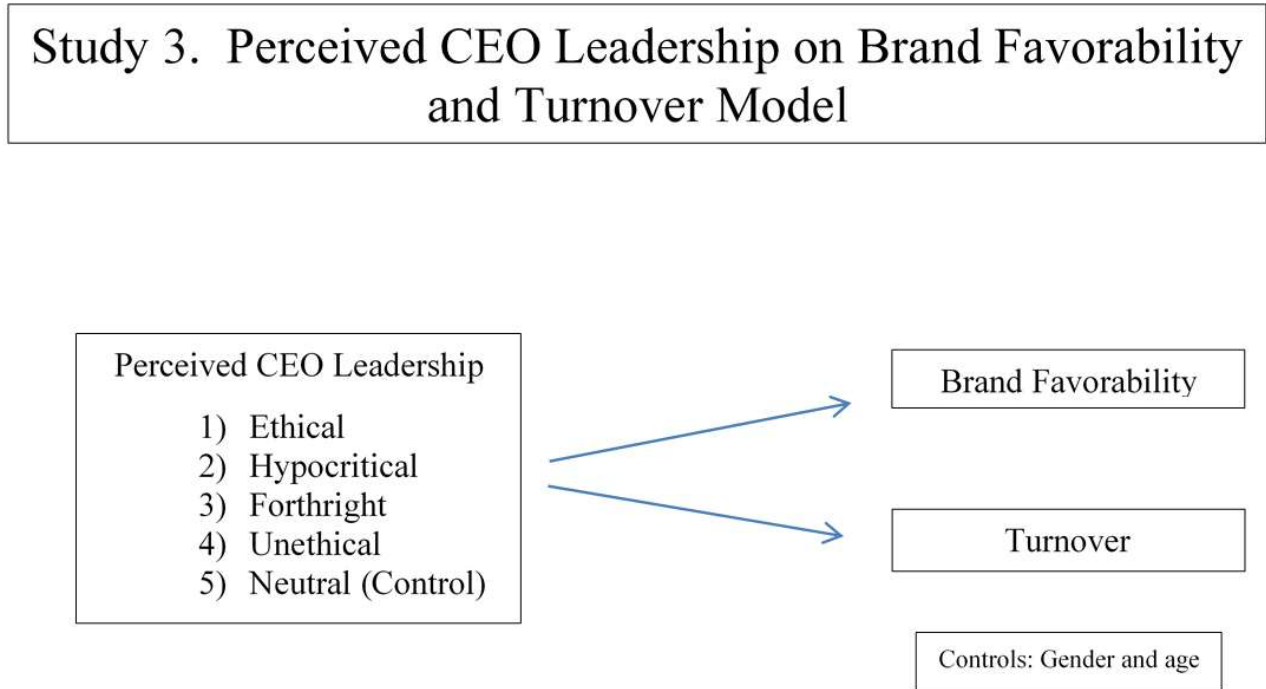 Study 3.  Perceived CEO Leadership on Brand Favorability
and Turnover Model
Perceived CEO Leadership
1) Ethical
2) Hypocritical
3) Forthright
4) Unethical
5) Neutral (Control)
Brand Favorability
Turnover
Controls: Gender and age